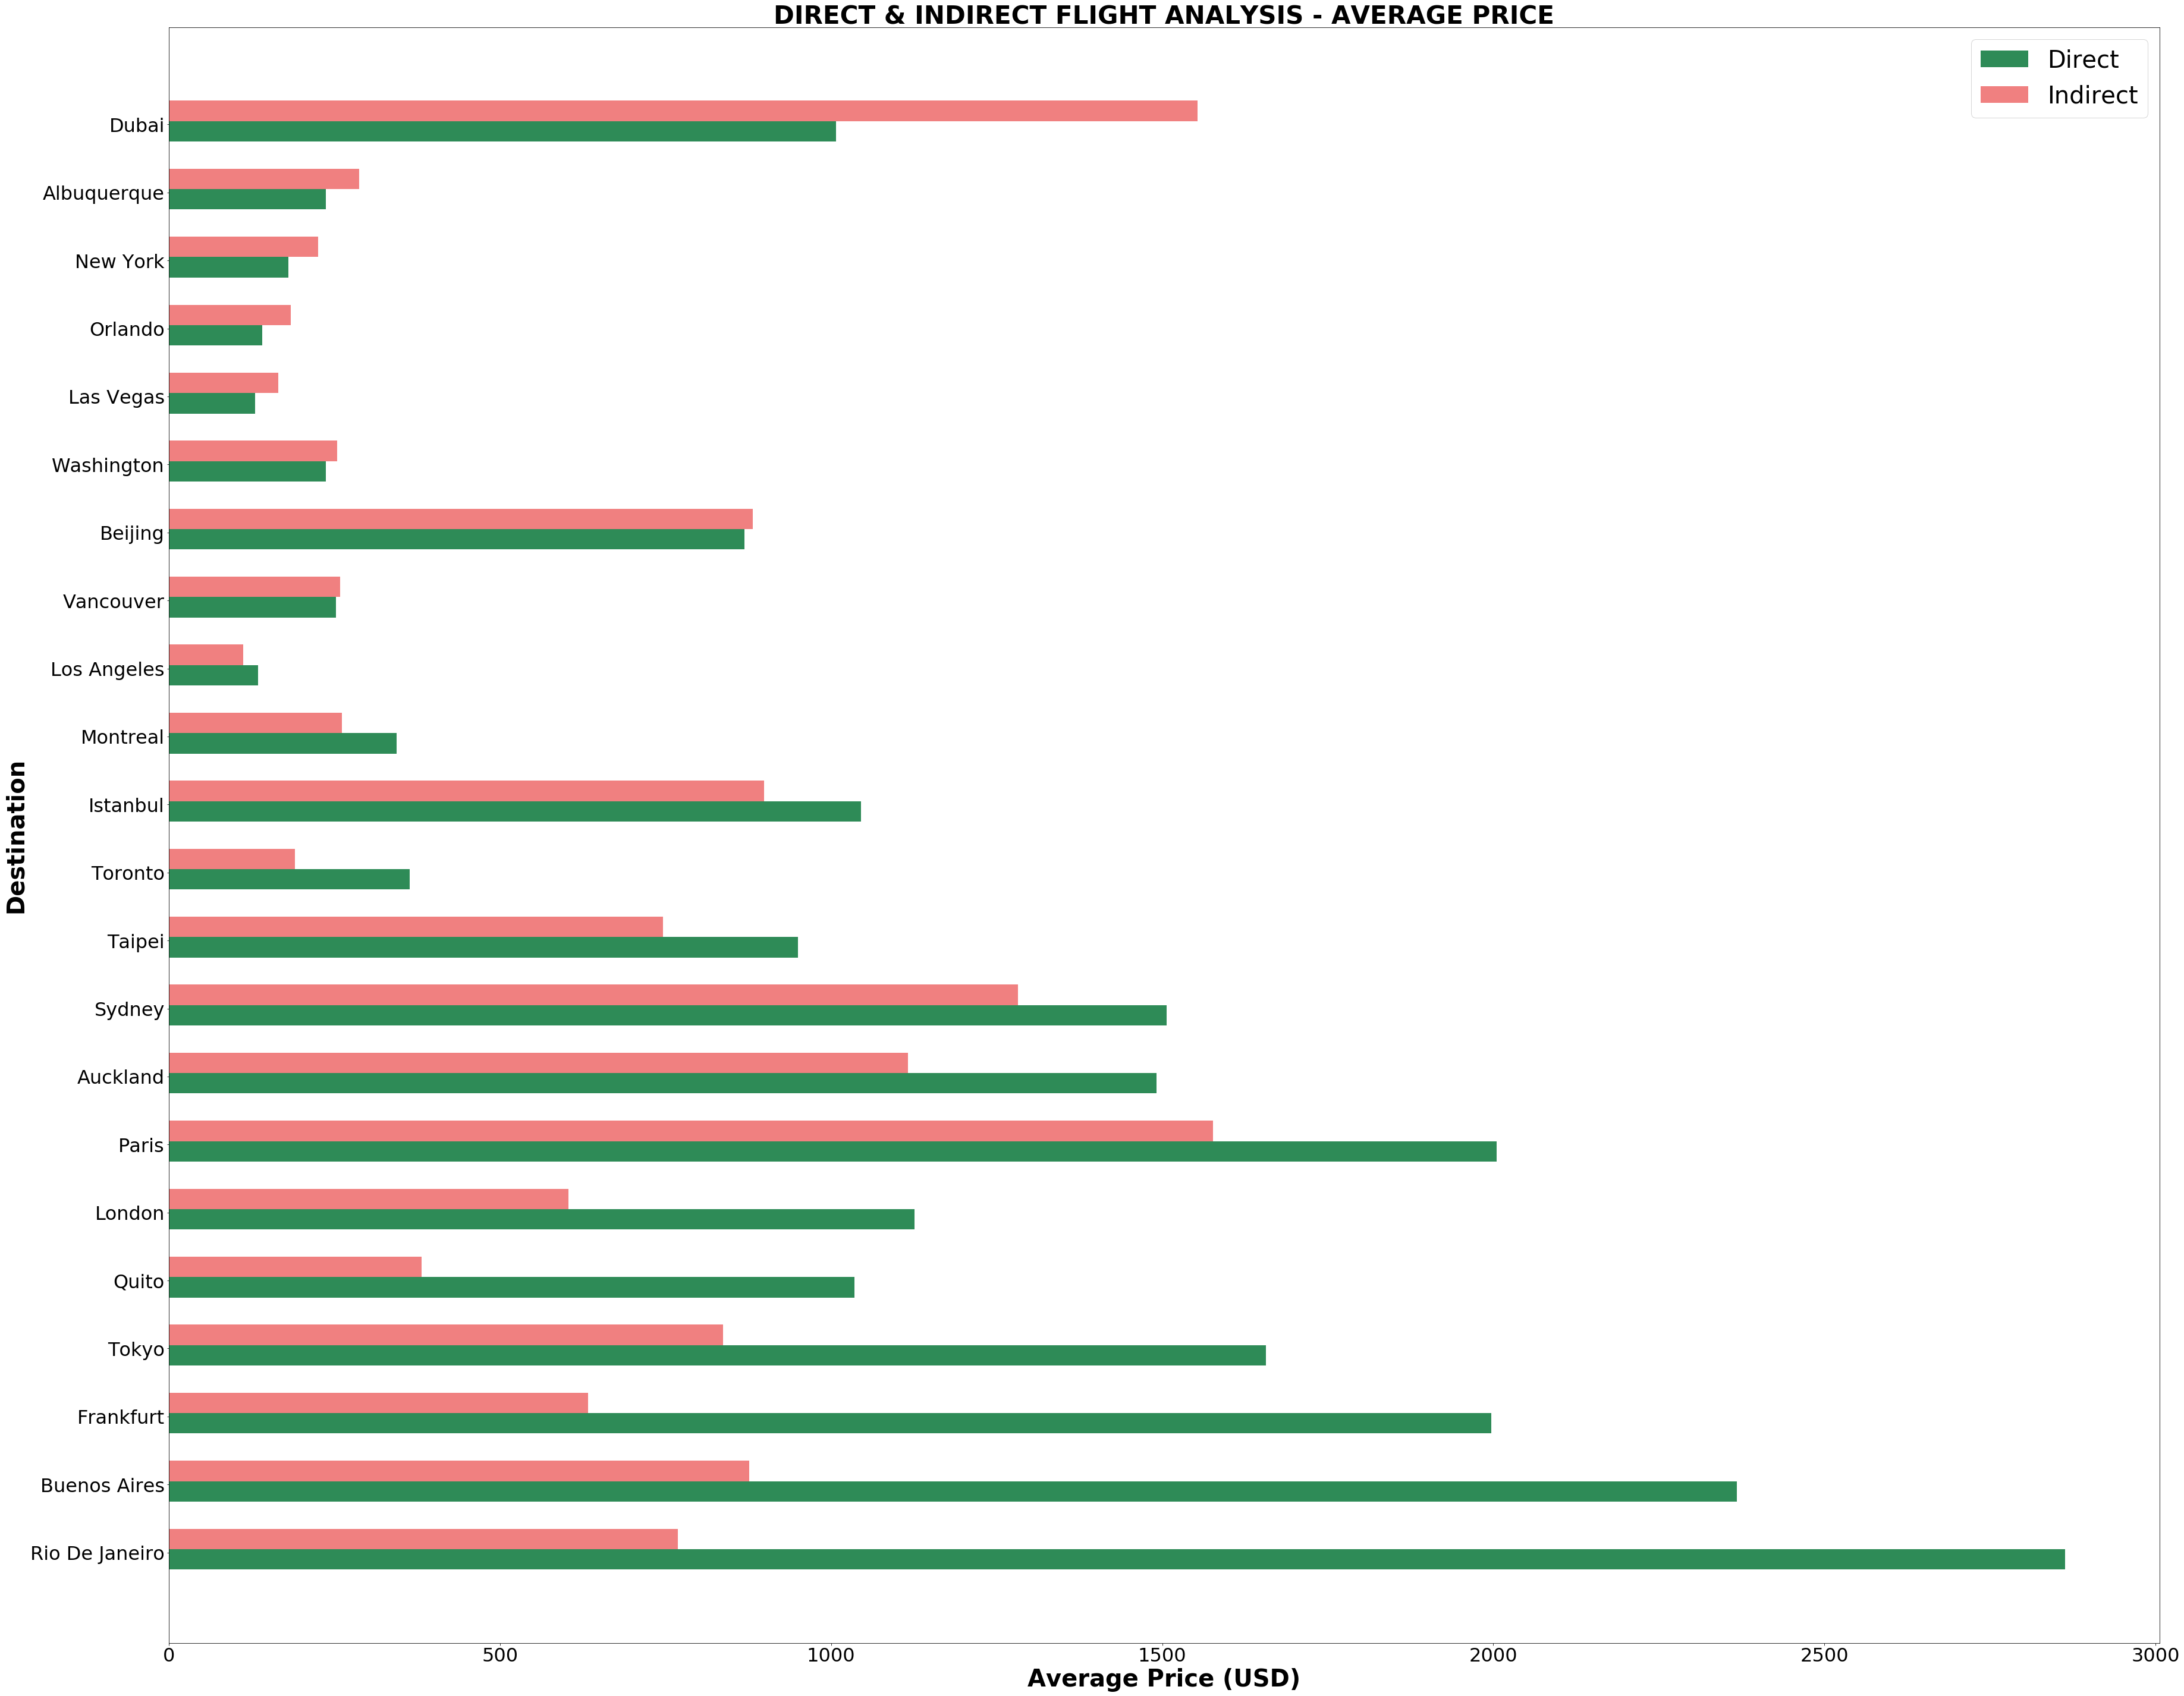 DIRECT & INDIRECT FLIGHT ANALYSIS - AVERAGE PRICE
Direct
Indirect
Destination
Dubai
Albuquerque
New York
Orlando
Las Vegas
Washington
Beijing
Vancouver
Los Angeles
Montreal
Istanbul
Toronto
Taipei
Sydney
Auckland
Paris
London
Quito
Tokyo
Frankfurt
Buenos Aires
Rio De Janeiro
0 500 1000 1500 2000 2500 3000
Average Price (USD)